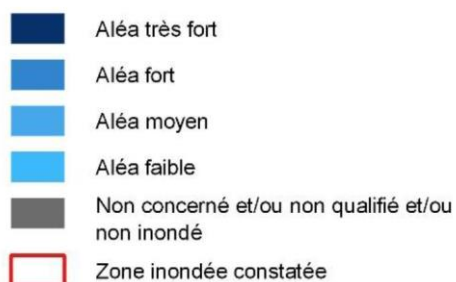 Aléa très fort
Aléa fort
Aléa moyen
Aléa faible
Non concerné et/ou non qualifié et/ou
non inondé
Zone inondée constatée